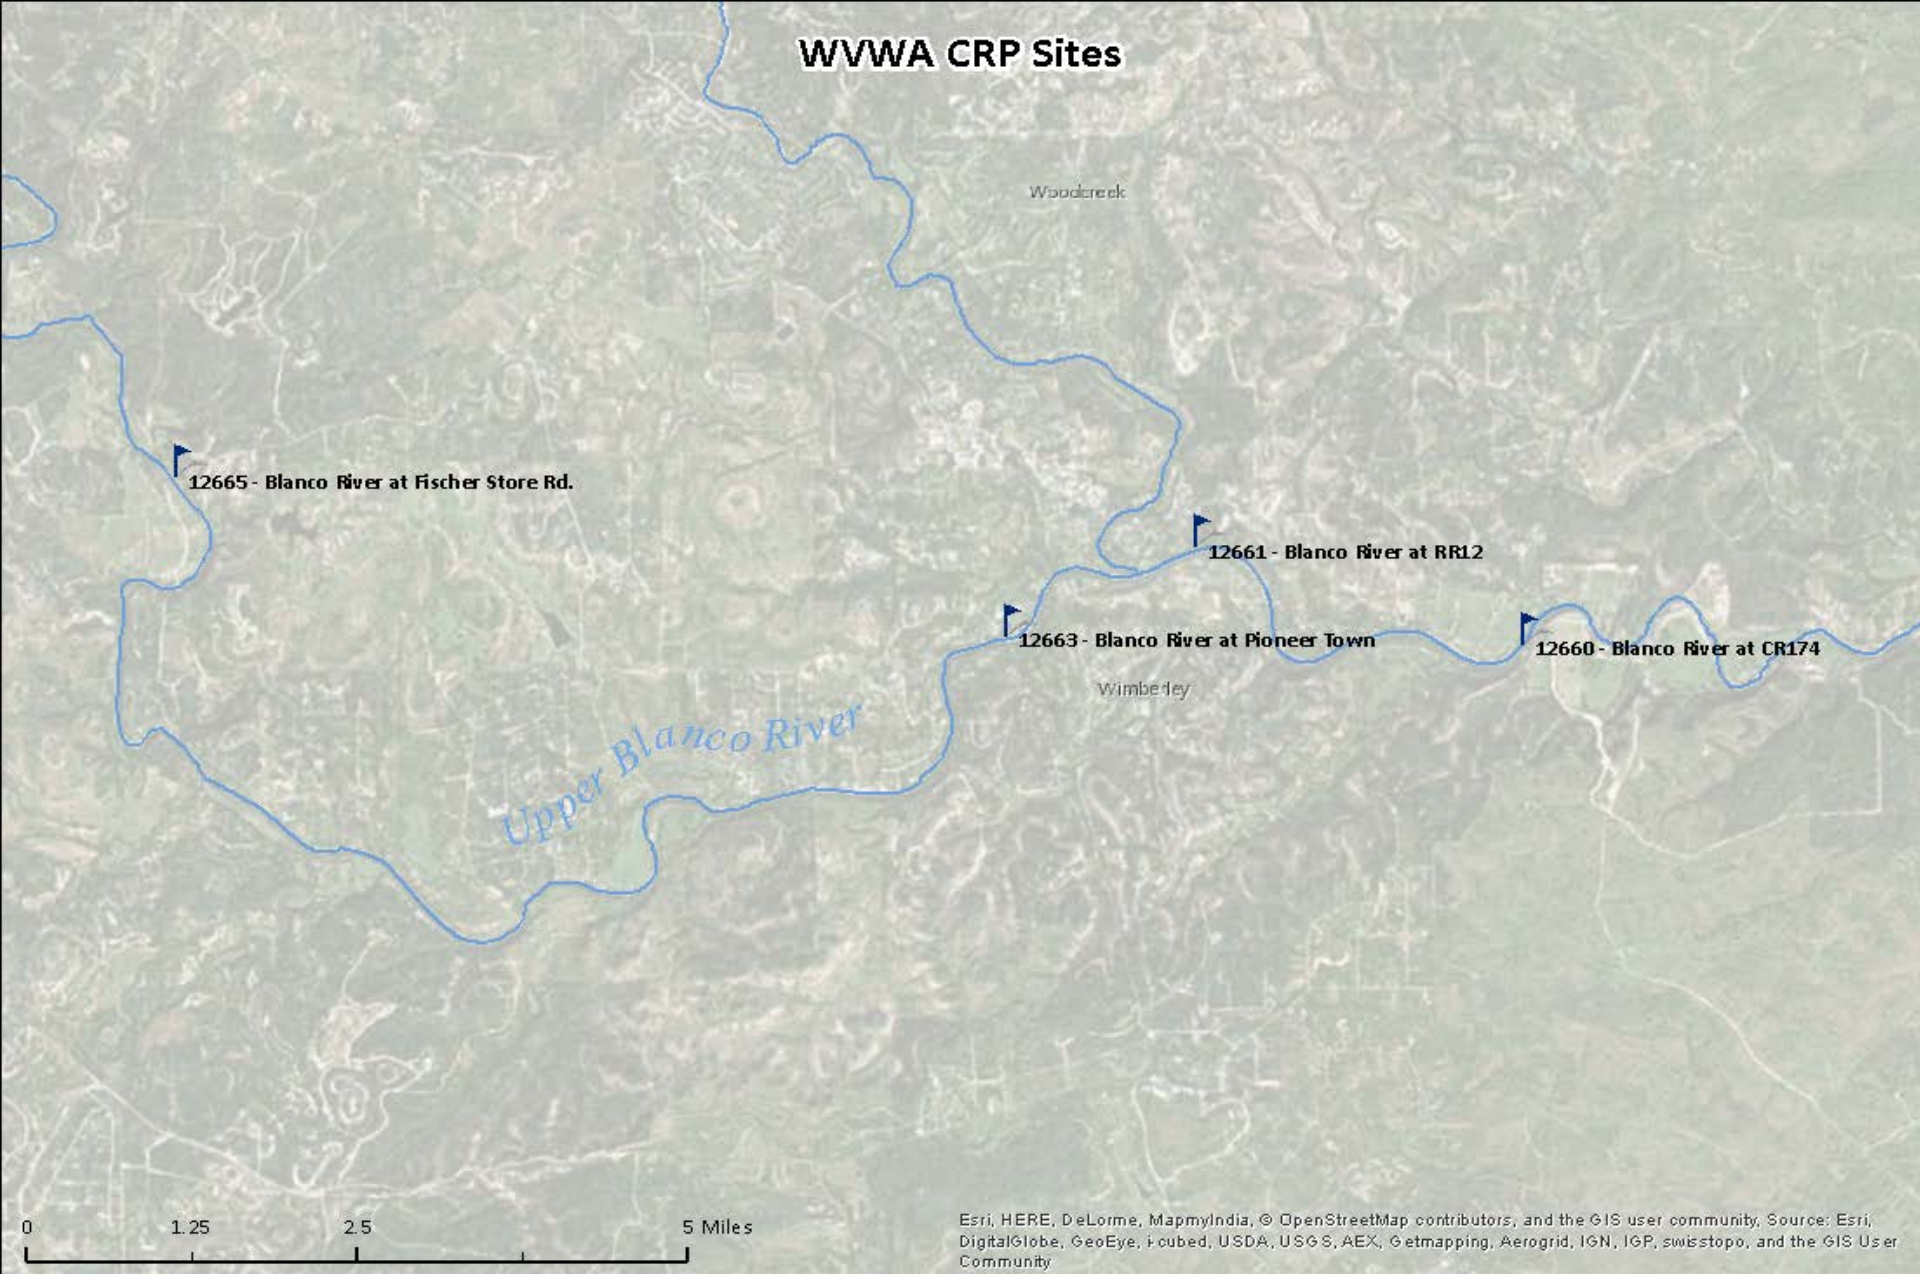 WVWA CRP Sites
Woodcreek
12665 - Blanco River at Fischer Store Rd.
12661 - Blanco River at RR12
12663 - Blanco River at Pioneer Town
12660 - Blanco River at CR174
Wimberley
Upper Blanco River
0 1.25 2.5 5 Miles
Esri, HERE, DeLorme, MapmyIndia, © OpenStreetMap contributors, and the GIS user community, Source: Esri,
DigitalGlobe, GeoEye, i-cubed, USDA, USGS, AEX, Getmapping, Aerogrid, IGN, IGP, swisstopo, and the GIS User
Community